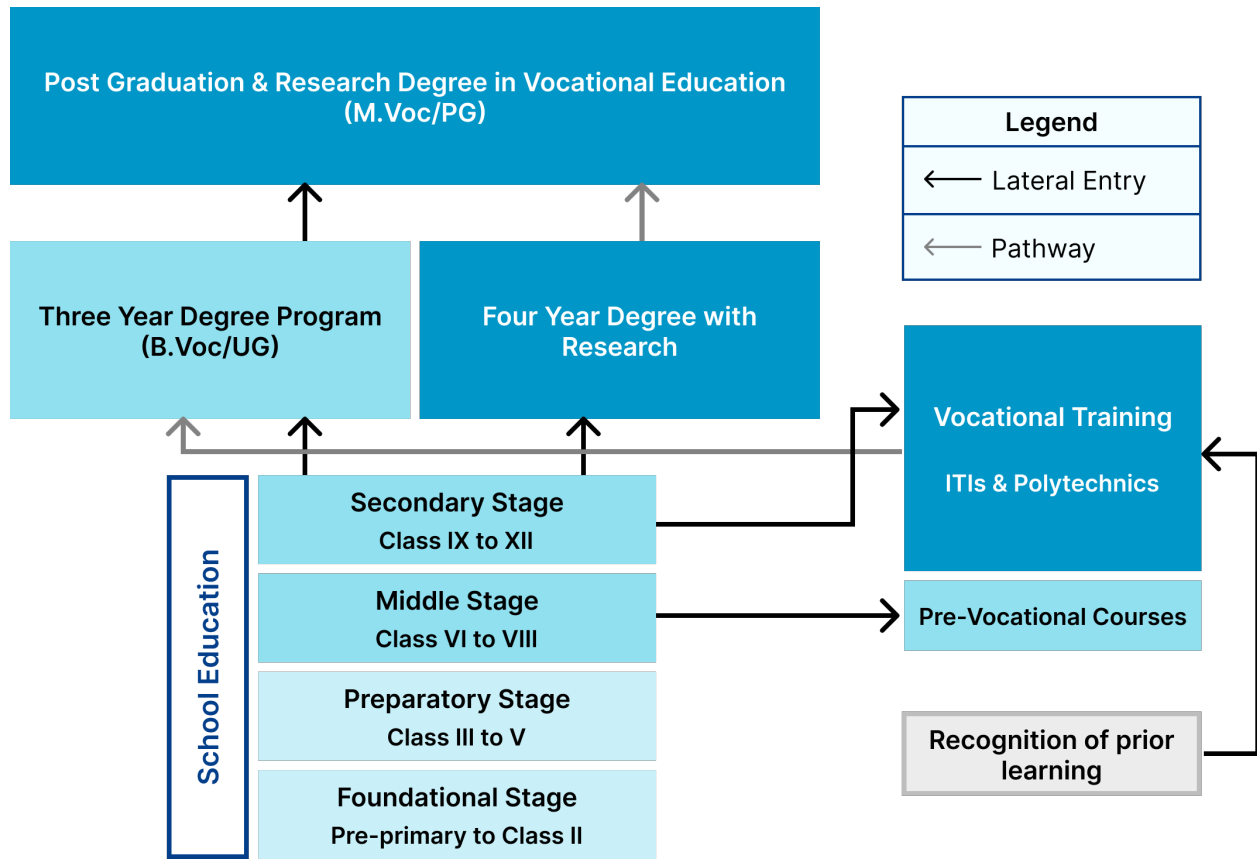 Post Graduation & Research Degree in Vocational Education
(M.Voc/PG)
Legend
Lateral Entry
Pathway
Three Year Degree Program
(B.Voc/UG)
Four Year Degree with
Research
Vocational Training
ITIs & Polytechnics
School Education
Secondary Stage
Class IX to XII
Middle Stage
Class VI to VIII
Pre-Vocational Courses
Preparatory Stage
Class III to V
Recognition of prior
learning
Foundational Stage
Pre-primary to Class II